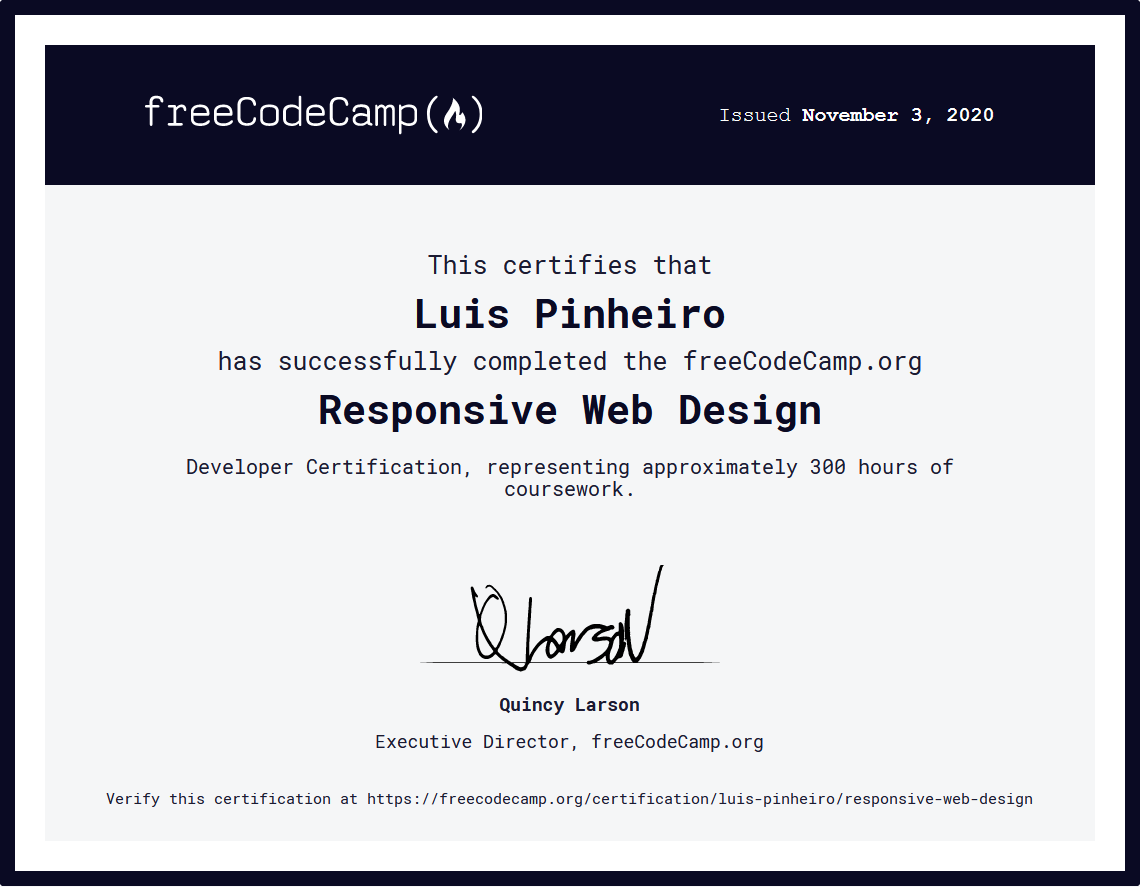 freeCodeCamp(🔥)
Issued November 3, 2020
This certifies that
Luis Pinheiro
has successfully completed the freeCodeCamp.org
Responsive Web Design
Developer Certification, representing approximately 300 hours of
coursework.
Q Larson
Quincy Larson
Executive Director, freeCodeCamp.org
Verify this certification at https://freecodecamp.org/certification/luis-pinheiro/responsive-web-design